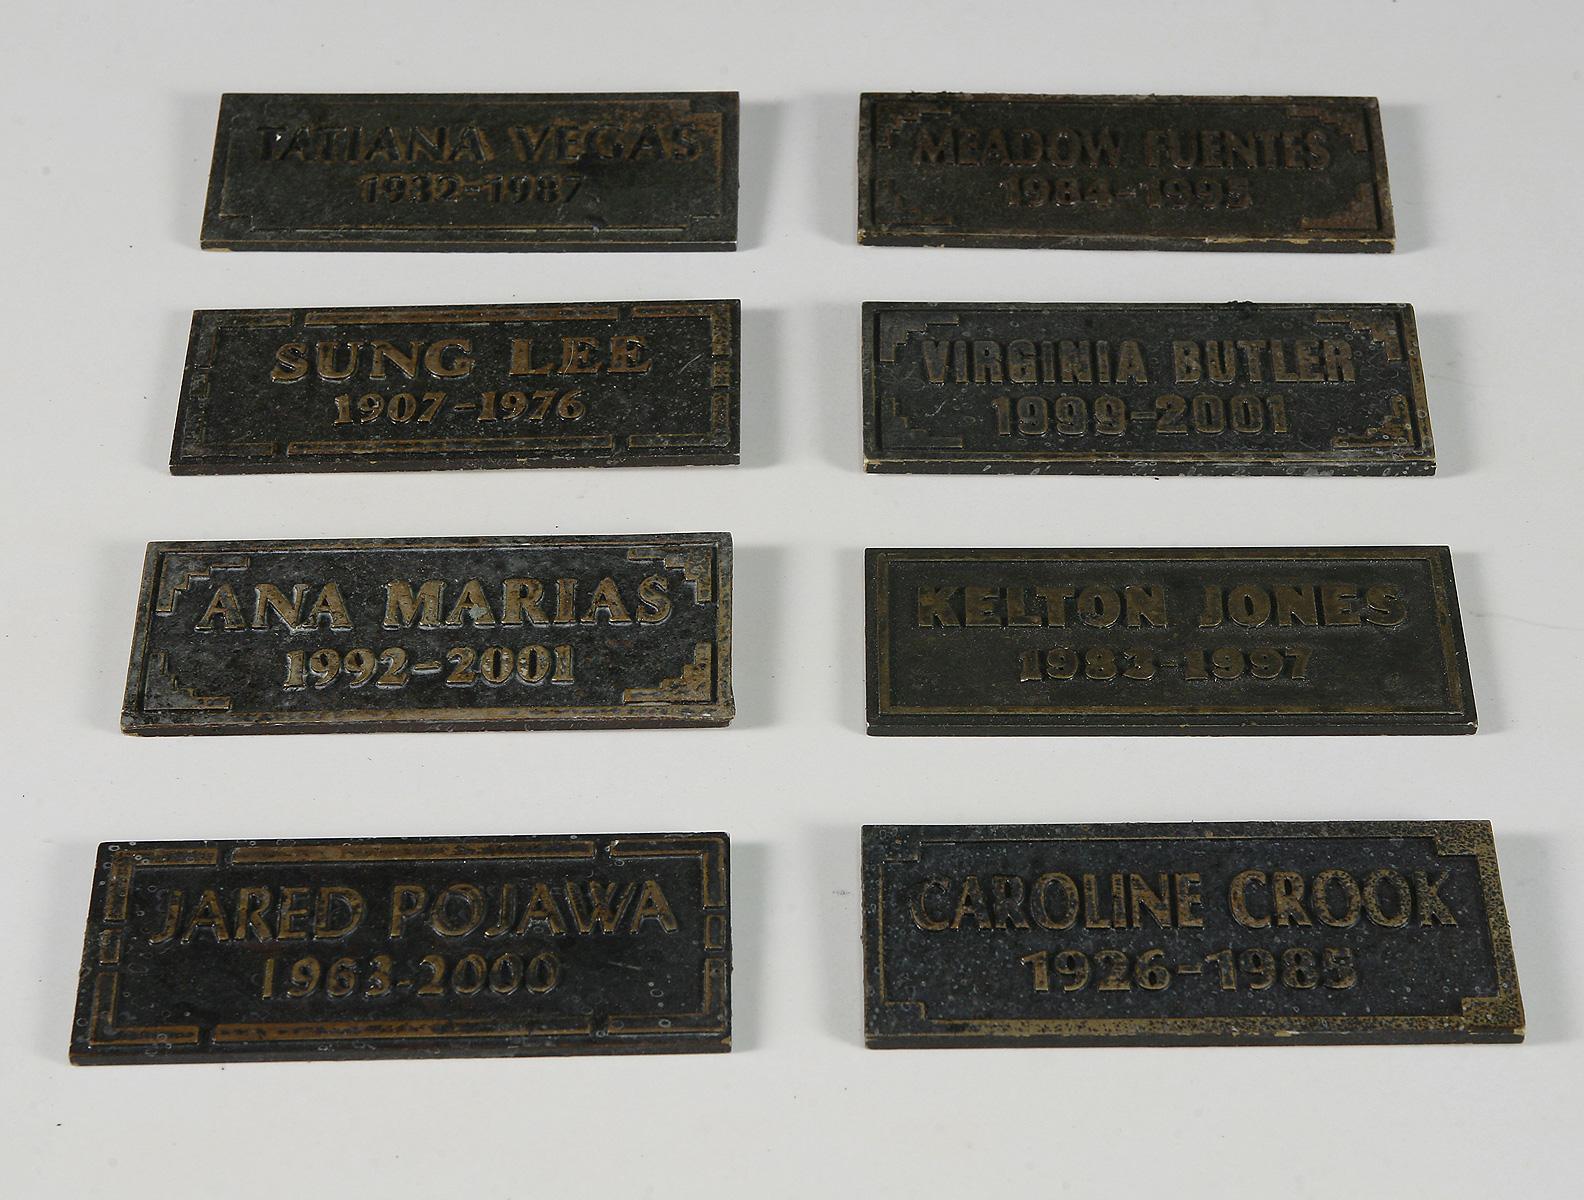 TATIANA VEGAS
1932-1987
MEADOW FUENTES
1984-1995
SUNG LEE
1907-1976
VIRGINIA BUTLER
1999-2001
ANA MARIAS
1992-2001
KELTON JONES
1983-1997
JARED POJAWA
1963-2000
CAROLINE CROOK
1926-1985